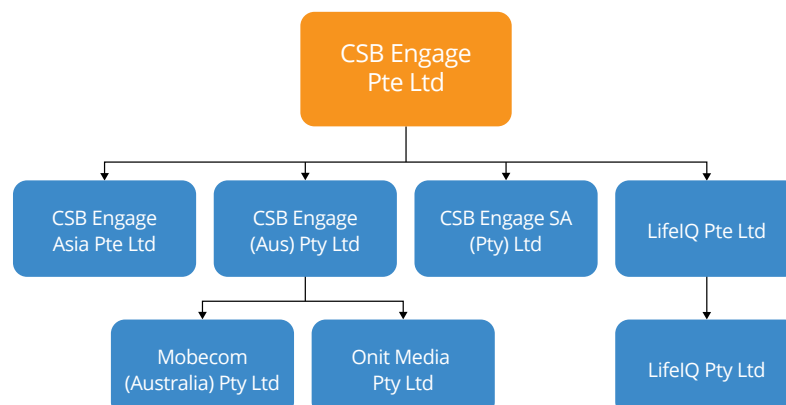 CSB Engage
Pte Ltd
CSB Engage
Asia Pte Ltd
CSB Engage
(Aus) Pty Ltd
CSB Engage SA
(Pty) Ltd
LifeIQ Pte Ltd
Mobecom
(Australia) Pty Ltd
Onit Media
Pty Ltd
LifeIQ Pty Ltd